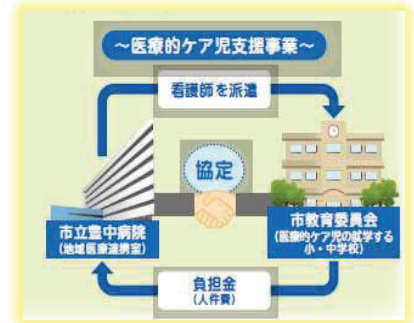 ～医療的ケア児支援事業～
看護師を派遣
協定
市立豊中病院
(地域医療連携室)
市教育委員会
(医療的ケア児の就学する
小・中学校)
負担金
(人件費)